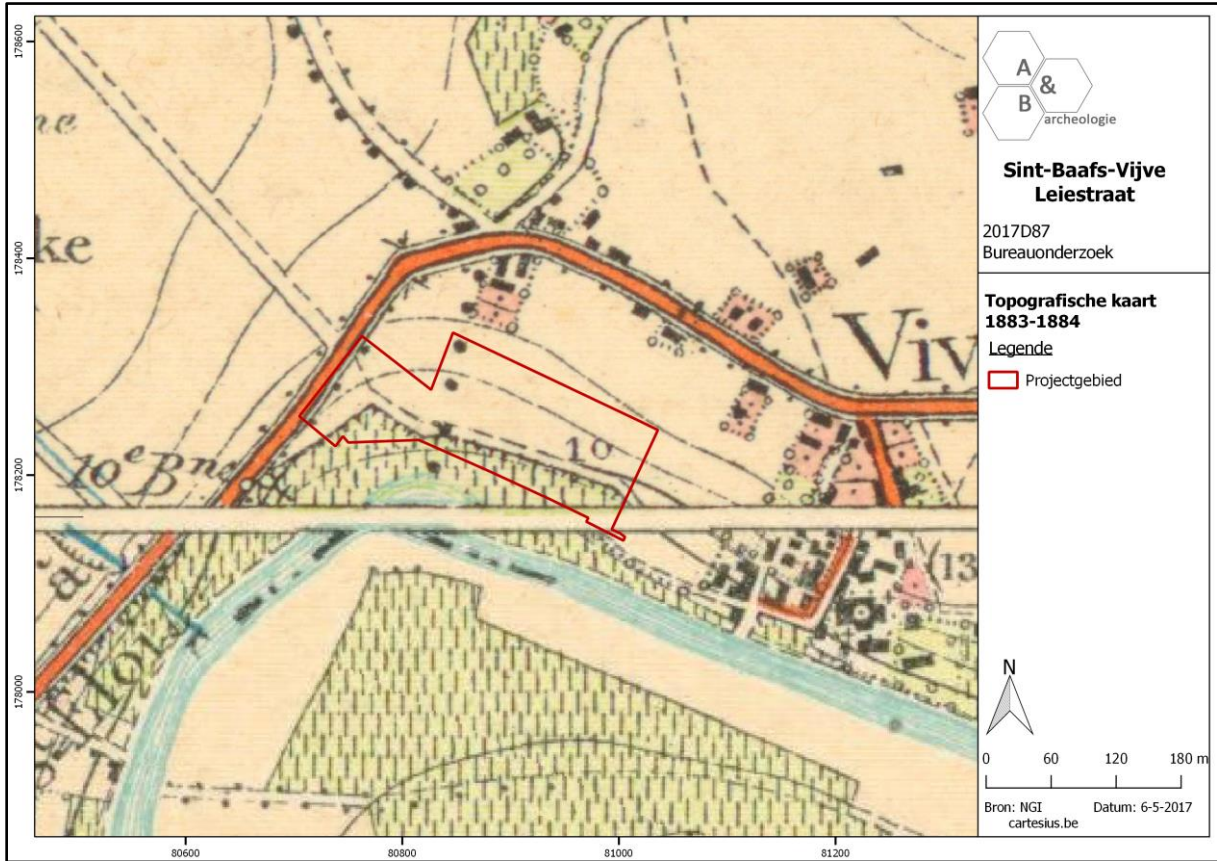 178600
178400
178200
178000
80600
80800
81000
81200
ne
ke
10e Bne
10
Viv
(13
A
&
B
archeologie
Sint-Baafs-Vijve
Leiestraat
2017D87
Bureauonderzoek
Topografische kaart
1883-1884
Legende
Projectgebied
N
0 60 120 180 m
Bron: NGI Datum: 6-5-2017
cartesius.be